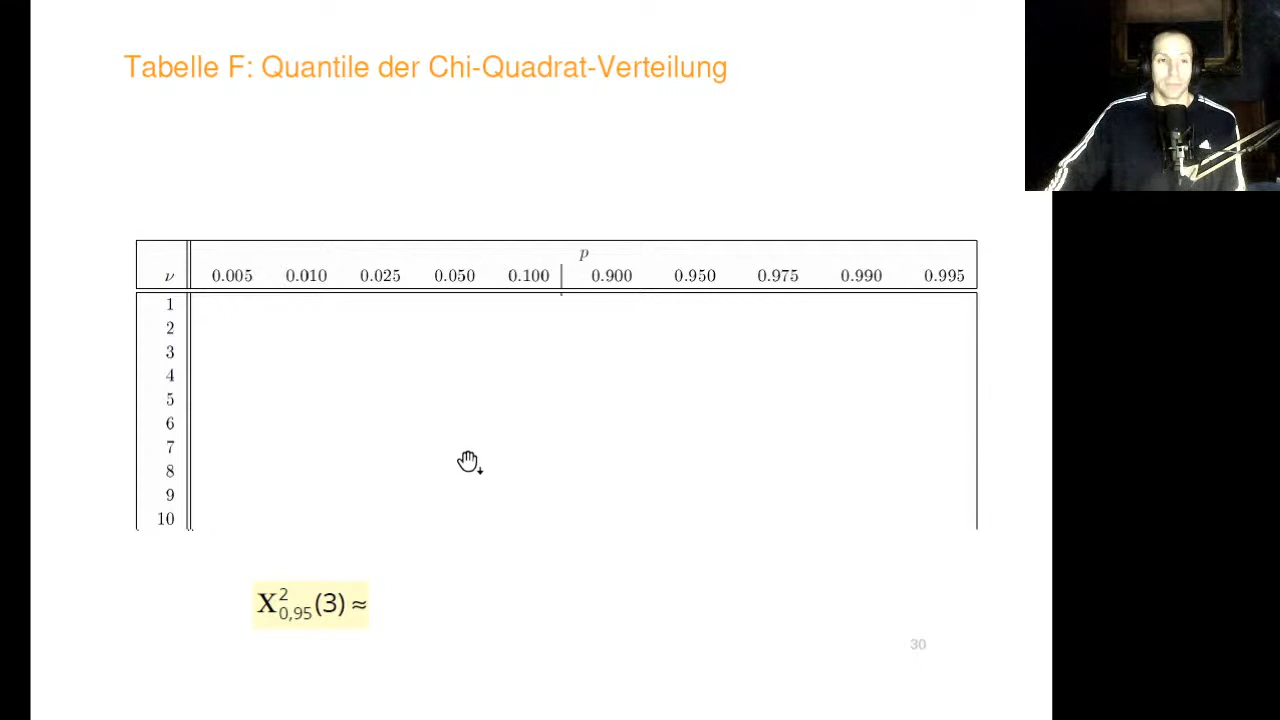 Tabelle F: Quantile der Chi-Quadrat-Verteilung
p
ν 0.005 0.010 0.025 0.050 0.100 0.900 0.950 0.975 0.990 0.995
1
2
3
4
5
6
7
8
9
10
Χ²₀,₉₅(3) ≈
30